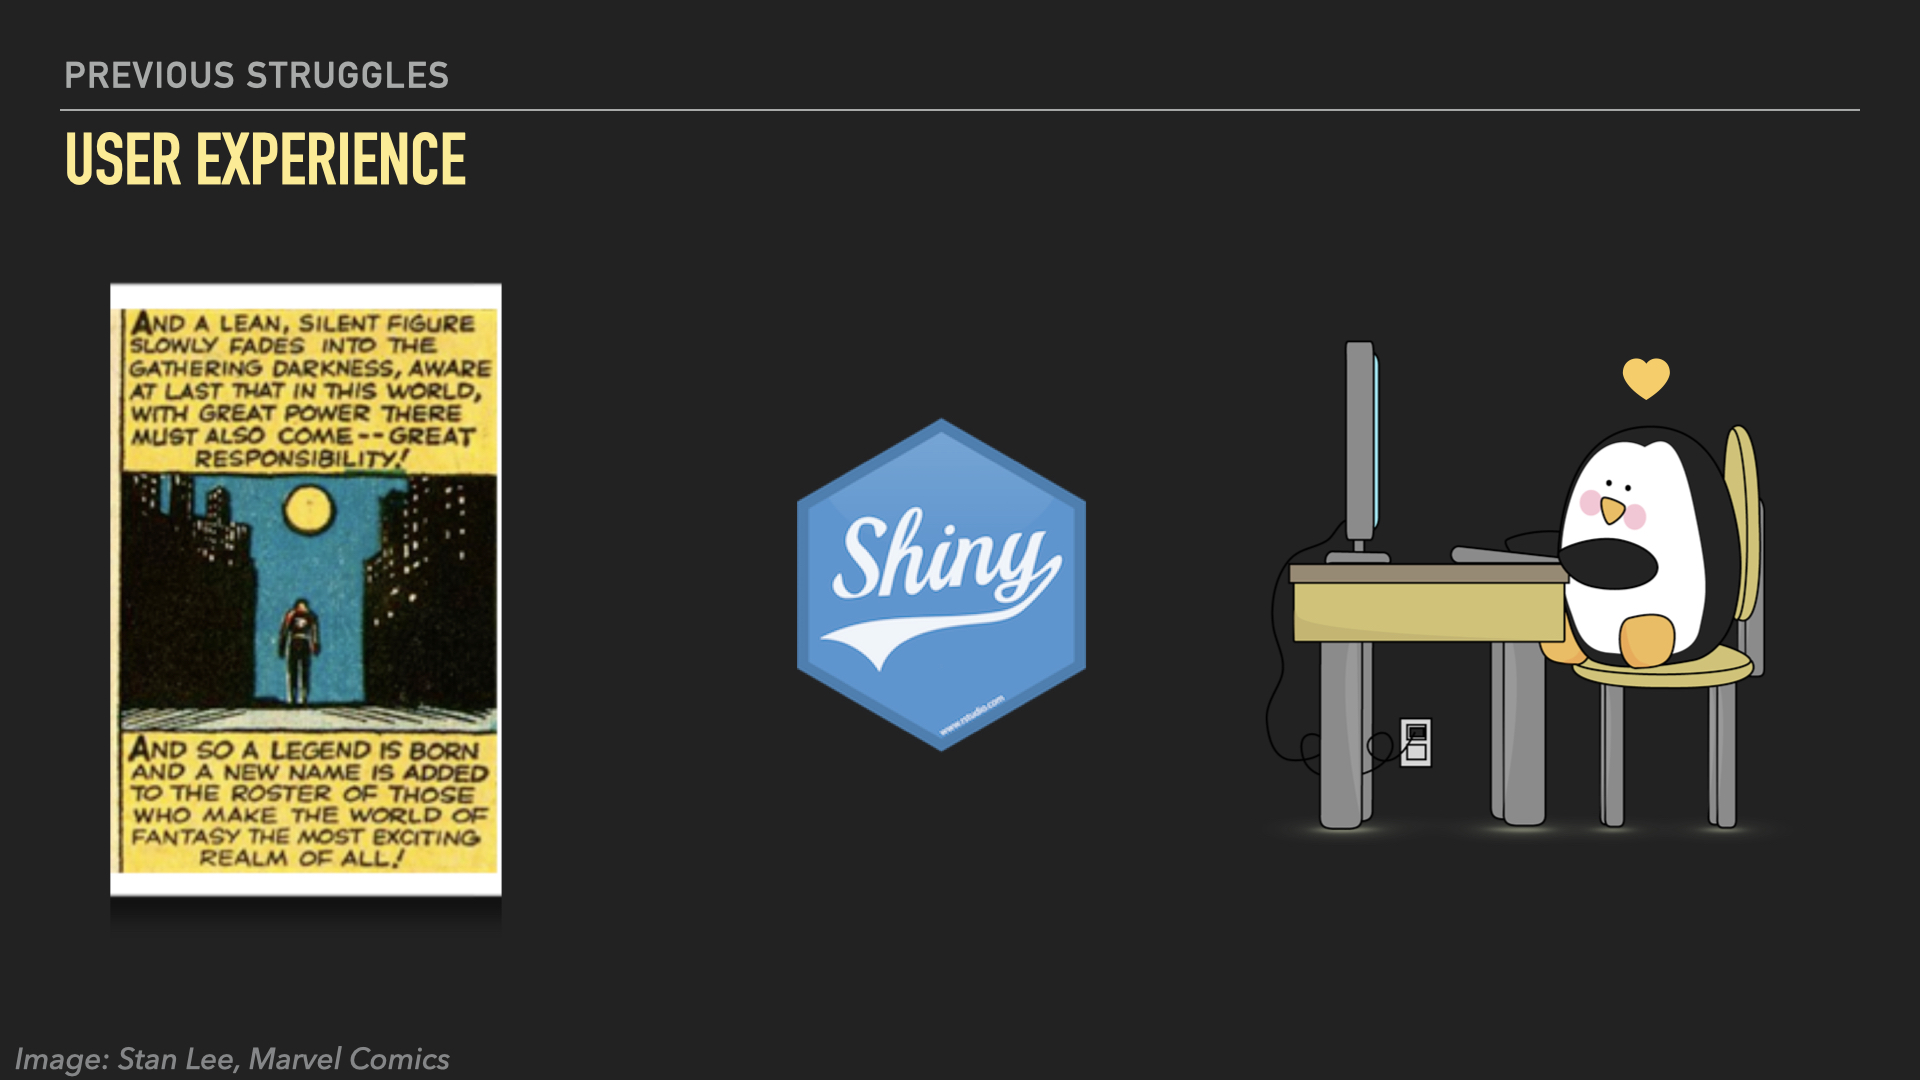 PREVIOUS STRUGGLES
USER EXPERIENCE
AND A LEAN, SILENT FIGURE
SLOWLY FADES INTO THE
GATHERING DARKNESS, AWARE
AT LAST THAT IN THIS WORLD,
WITH GREAT POWER THERE
MUST ALSO COME--GREAT
RESPONSIBILITY!
AND SO A LEGEND IS BORN
AND A NEW NAME IS ADDED
TO THE ROSTER OF THOSE
WHO MAKE THE WORLD OF
FANTASY THE MOST EXCITING
REALM OF ALL!
Shiny
www.rstudio.com
Image: Stan Lee, Marvel Comics